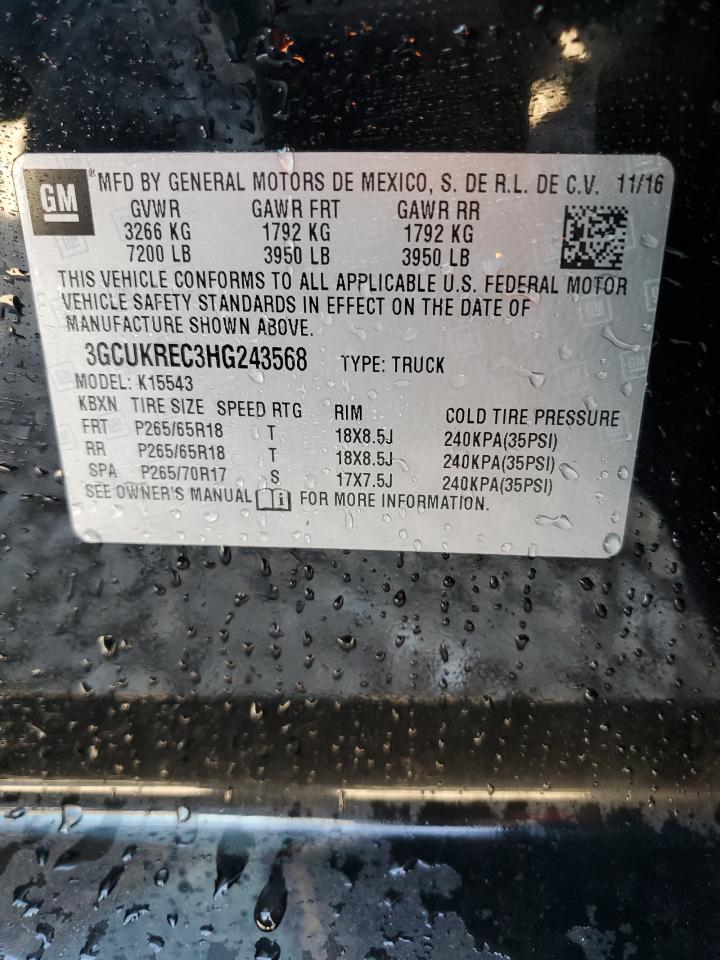 GM ® MFD BY GENERAL MOTORS DE MEXICO, S. DE R.L. DE C.V. 11/16
GVWR GAWR FRT GAWR RR
3266 KG 1792 KG 1792 KG
7200 LB 3950 LB 3950 LB
THIS VEHICLE CONFORMS TO ALL APPLICABLE U.S. FEDERAL MOTOR
VEHICLE SAFETY STANDARDS IN EFFECT ON THE DATE OF
MANUFACTURE SHOWN ABOVE.
3GCUKREC3HG243568 TYPE: TRUCK
MODEL: K15543
KBXN TIRE SIZE SPEED RTG RIM COLD TIRE PRESSURE
FRT P265/65R18 T 18X8.5J 240KPA(35PSI)
RR P265/65R18 T 18X8.5J 240KPA(35PSI)
SPA P265/70R17 S 17X7.5J 240KPA(35PSI)
SEE OWNER'S MANUAL i FOR MORE INFORMATION.